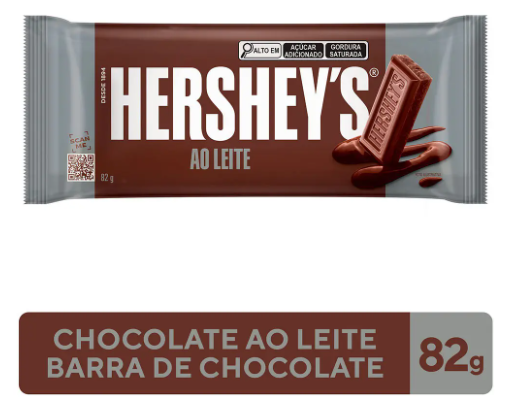 ALTO EM
AÇÚCAR
ADICIONADO
GORDURA
SATURADA
DESDE 1894
HERSHEY'S®
HERSHEY'S
AO LEITE
SCAN
ME
82 g
CHOCOLATE AO LEITE
BARRA DE CHOCOLATE
82g